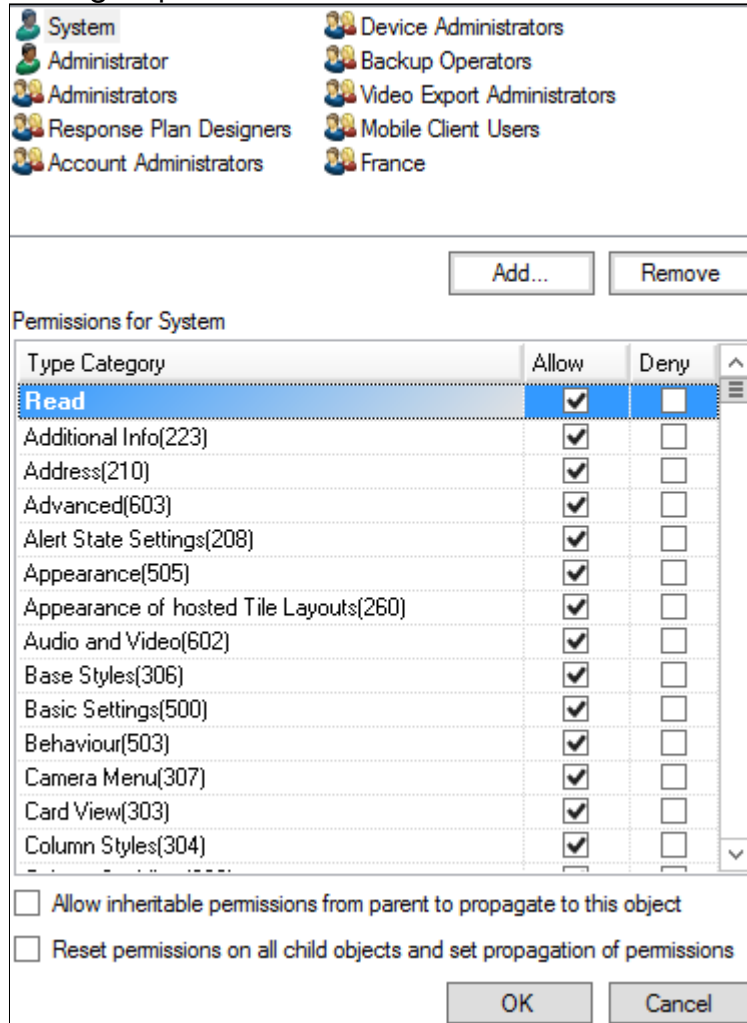 System
Administrator
Administrators
Response Plan Designers
Account Administrators
Device Administrators
Backup Operators
Video Export Administrators
Mobile Client Users
France
Add... Remove
Permissions for System
Type Category Allow Deny
Read
Additional Info(223)
Address(210)
Advanced(603)
Alert State Settings(208)
Appearance(505)
Appearance of hosted Tile Layouts(260)
Audio and Video(602)
Base Styles(306)
Basic Settings(500)
Behaviour(503)
Camera Menu(307)
Card View(303)
Column Styles(304)
Allow inheritable permissions from parent to propagate to this object
Reset permissions on all child objects and set propagation of permissions
OK Cancel